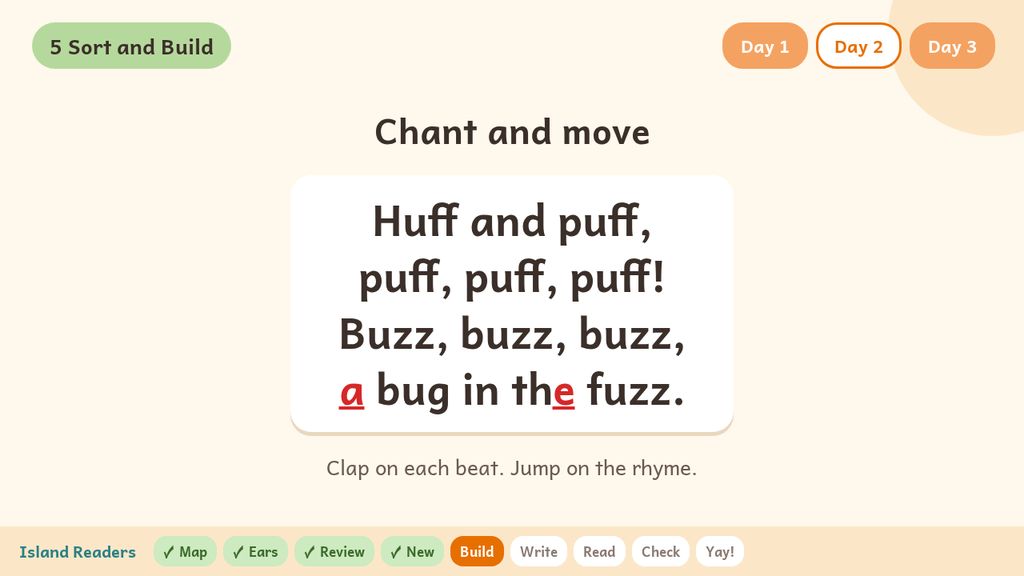 5 Sort and Build
Day 1
Day 2
Day 3
Chant and move
Huff and puff,
puff, puff, puff!
Buzz, buzz, buzz,
a bug in the fuzz.
Clap on each beat. Jump on the rhyme.
Island Readers
✓ Map
✓ Ears
✓ Review
✓ New
Build
Write
Read
Check
Yay!